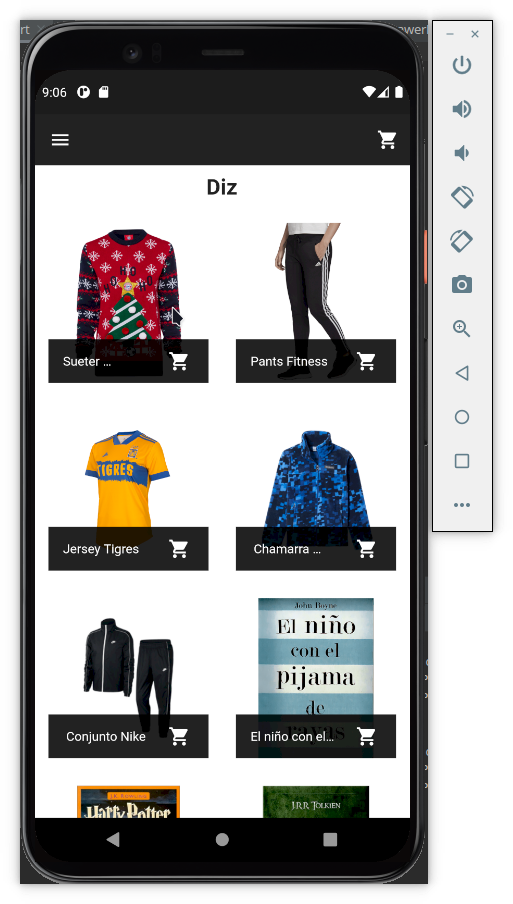 rt
9:06
Diz
Sueter ...
Pants Fitness
TIGRES
Jersey Tigres
Chamarra ...
Conjunto Nike
John Boyne
El niño
con el
pijama
de
rayas
El niño con el...
Harry Potter
J.R.R. TOLKIEN